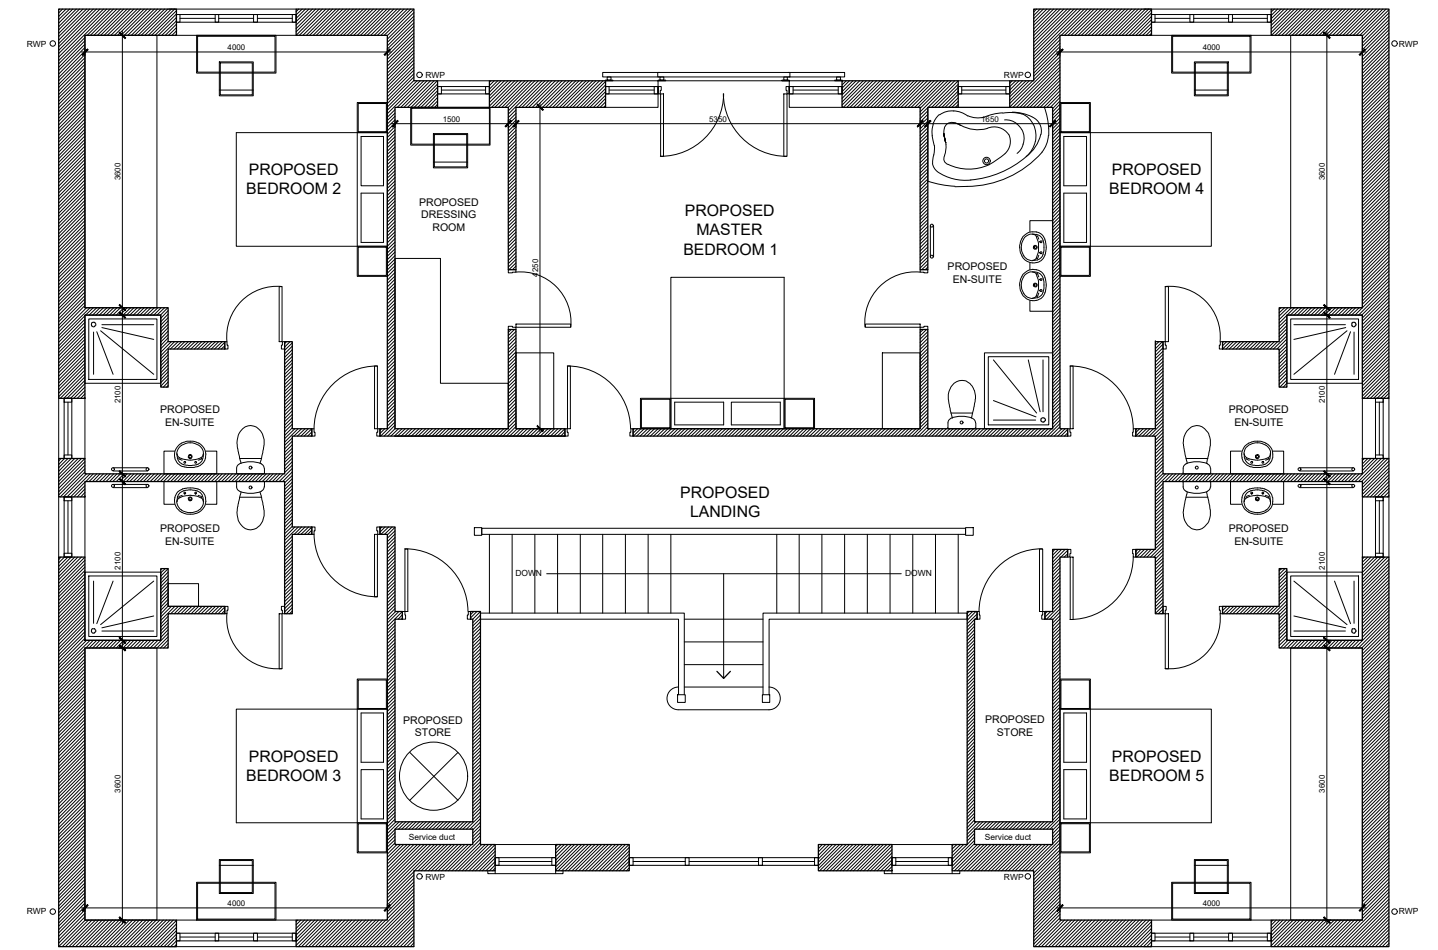 RWP
4000
RWP
RWP
4000
RWP
1500
5350
1650
3600
PROPOSED
BEDROOM 2
PROPOSED
DRESSING
ROOM
PROPOSED
MASTER
BEDROOM 1
4250
PROPOSED
EN-SUITE
PROPOSED
BEDROOM 4
3600
2100
PROPOSED
EN-SUITE
PROPOSED
EN-SUITE
2100
PROPOSED
LANDING
2100
PROPOSED
EN-SUITE
PROPOSED
EN-SUITE
2100
DOWN
DOWN
3600
PROPOSED
BEDROOM 3
PROPOSED
STORE
PROPOSED
STORE
PROPOSED
BEDROOM 5
3600
Service duct
Service duct
RWP
RWP
RWP
4000
4000
RWP